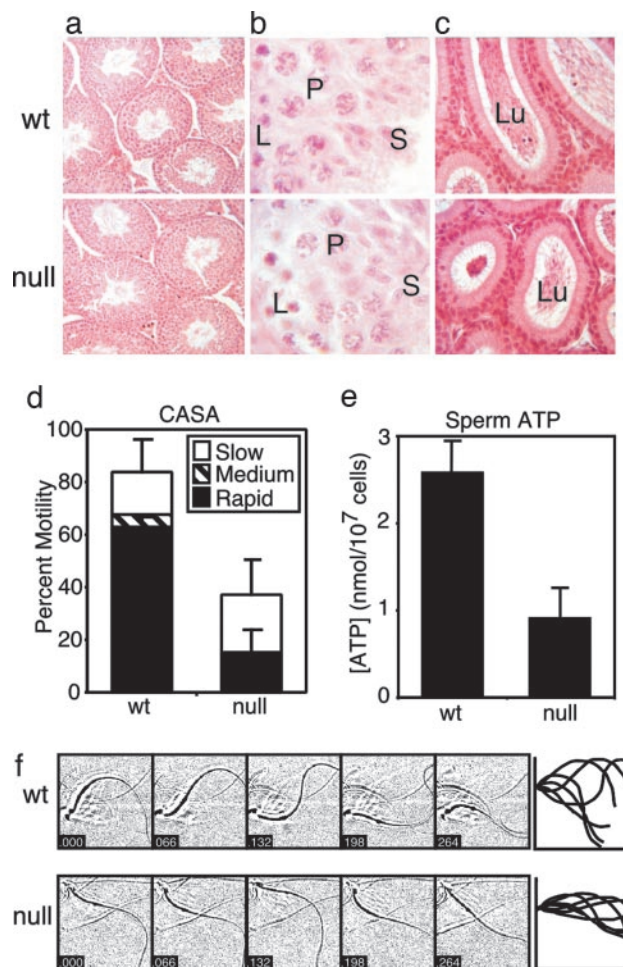 a b c
wt
P
L
S
Lu
null
P
L
S
Lu
d
CASA
100
80
60
40
20
0
Percent Motility
Slow
Medium
Rapid
wt null
e
Sperm ATP
3
2
1
0
[ATP] (nmol/10⁷ cells)
wt null
f
wt
.000 066 .132 198 .264
null
.000 066 .132 198 .264